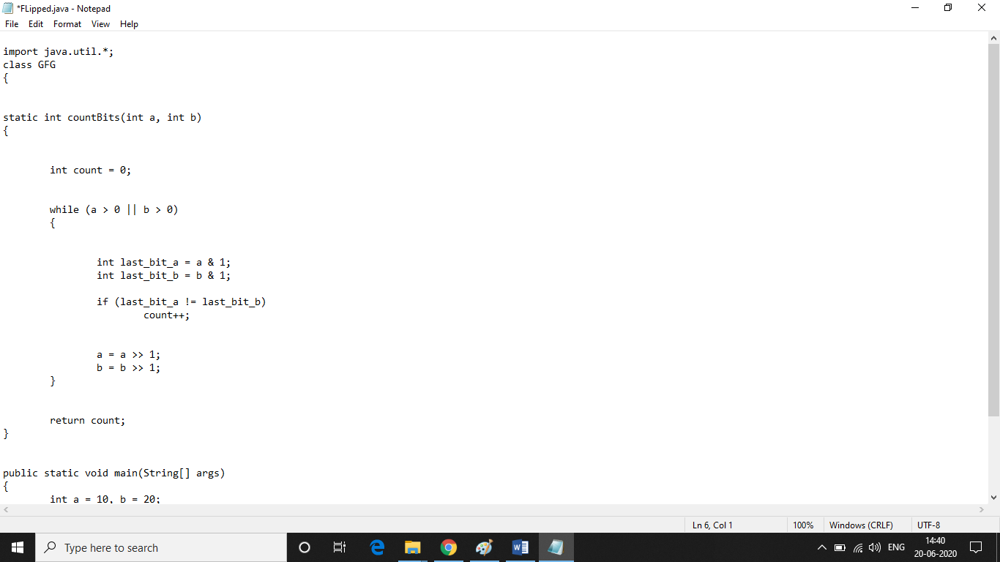 *FLipped.java - Notepad
File Edit Format View Help
import java.util.*;
class GFG
{
static int countBits(int a, int b)
{
int count = 0;
while (a > 0 || b > 0)
{
int last_bit_a = a & 1;
int last_bit_b = b & 1;
if (last_bit_a != last_bit_b)
count++;
a = a >> 1;
b = b >> 1;
}
return count;
}
public static void main(String[] args)
{
int a = 10, b = 20;
Ln 6, Col 1 100% Windows (CRLF) UTF-8
Type here to search
ENG
14:40
20-06-2020